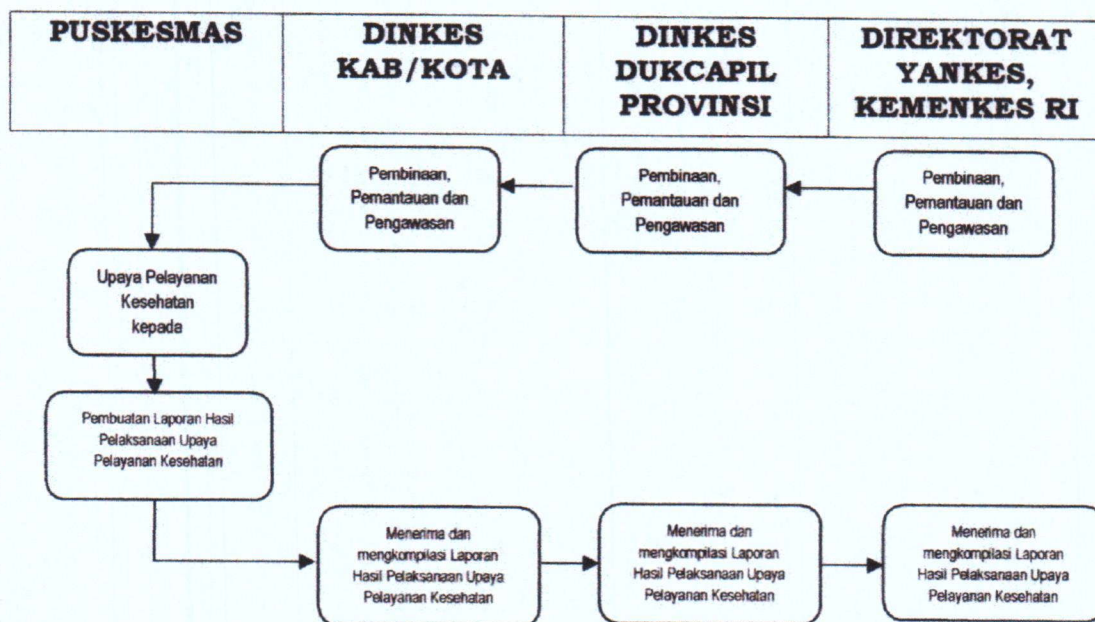 PUSKESMAS
DINKES
KAB/KOTA
DINKES
DUKCAPIL
PROVINSI
DIREKTORAT
YANKES,
KEMENKES RI
Pembinaan,
Pemantauan dan
Pengawasan
Pembinaan,
Pemantauan dan
Pengawasan
Pembinaan,
Pemantauan dan
Pengawasan
Upaya Pelayanan
Kesehatan
kepada
Pembuatan Laporan Hasil
Pelaksanaan Upaya
Pelayanan Kesehatan
Menerima dan
mengkompilasi Laporan
Hasil Pelaksanaan Upaya
Pelayanan Kesehatan
Menerima dan
mengkompilasi Laporan
Hasil Pelaksanaan Upaya
Pelayanan Kesehatan
Menerima dan
mengkompilasi Laporan
Hasil Pelaksanaan Upaya
Pelayanan Kesehatan